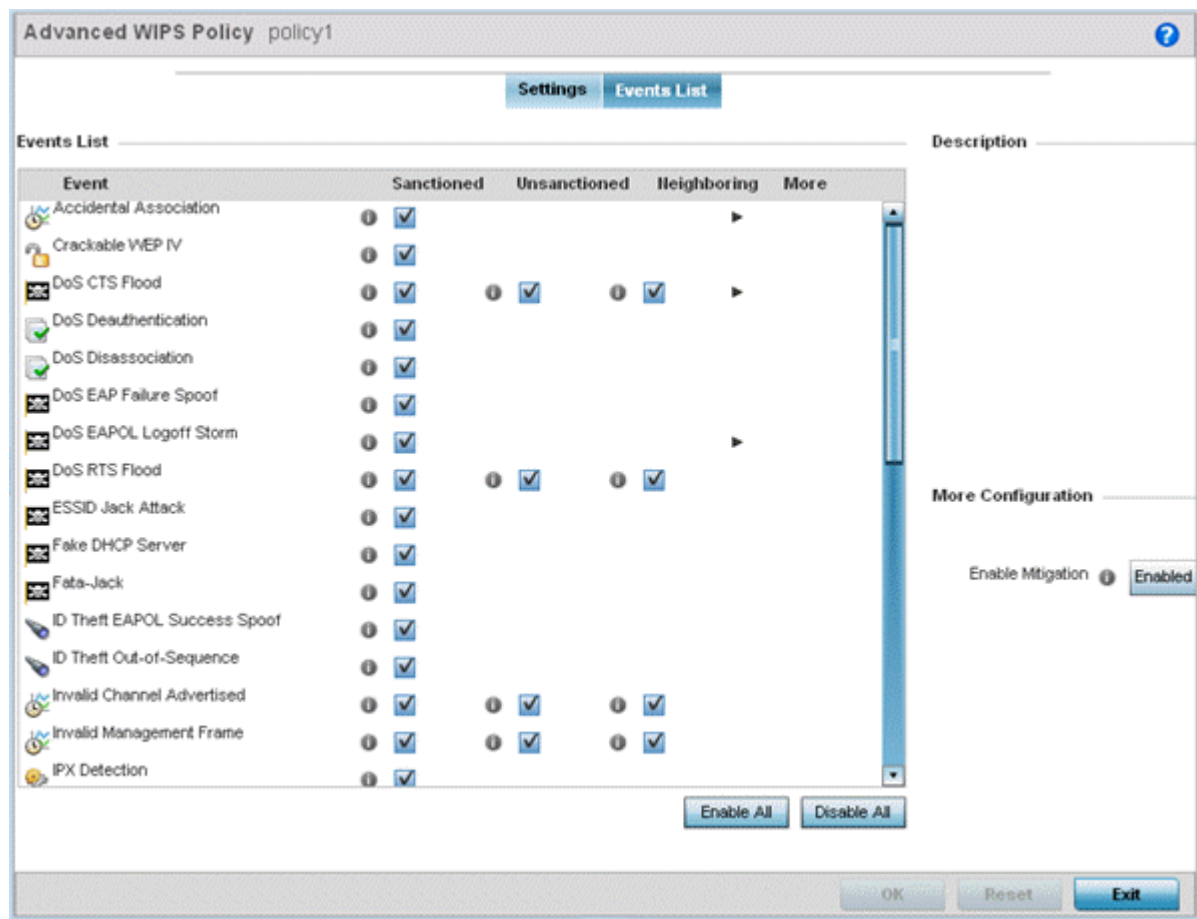 Advanced WIPS Policy policy1
Settings Events List
Events List
Description
Event Sanctioned Unsanctioned Neighboring More
Accidental Association
Crackable WEP IV
DoS CTS Flood
DoS Deauthentication
DoS Disassociation
DoS EAP Failure Spoof
DoS EAPOL Logoff Storm
DoS RTS Flood
ESSID Jack Attack
Fake DHCP Server
Fata-Jack
ID Theft EAPOL Success Spoof
ID Theft Out-of-Sequence
Invalid Channel Advertised
Invalid Management Frame
IPX Detection
More Configuration
Enable Mitigation Enabled
Enable All Disable All
OK Reset Exit